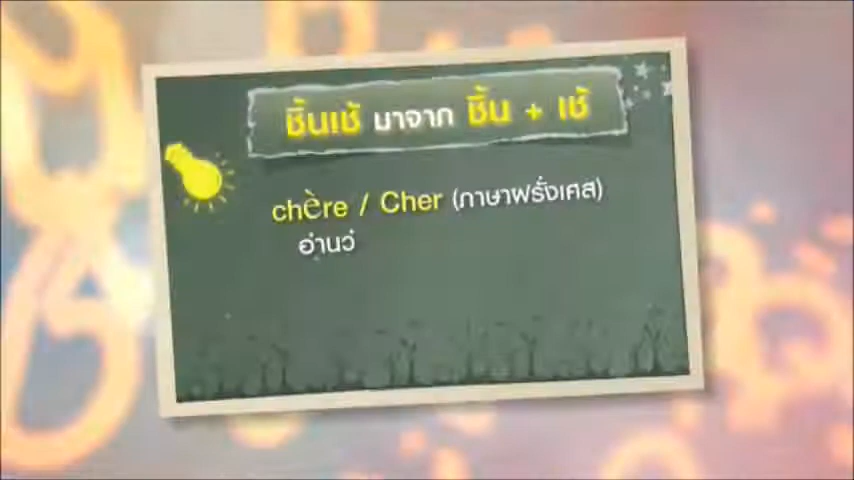 ชิ้นเช้ มาจาก ชิ้น + เช้
chère / Cher (ภาษาฝรั่งเศส)
อ่านว่